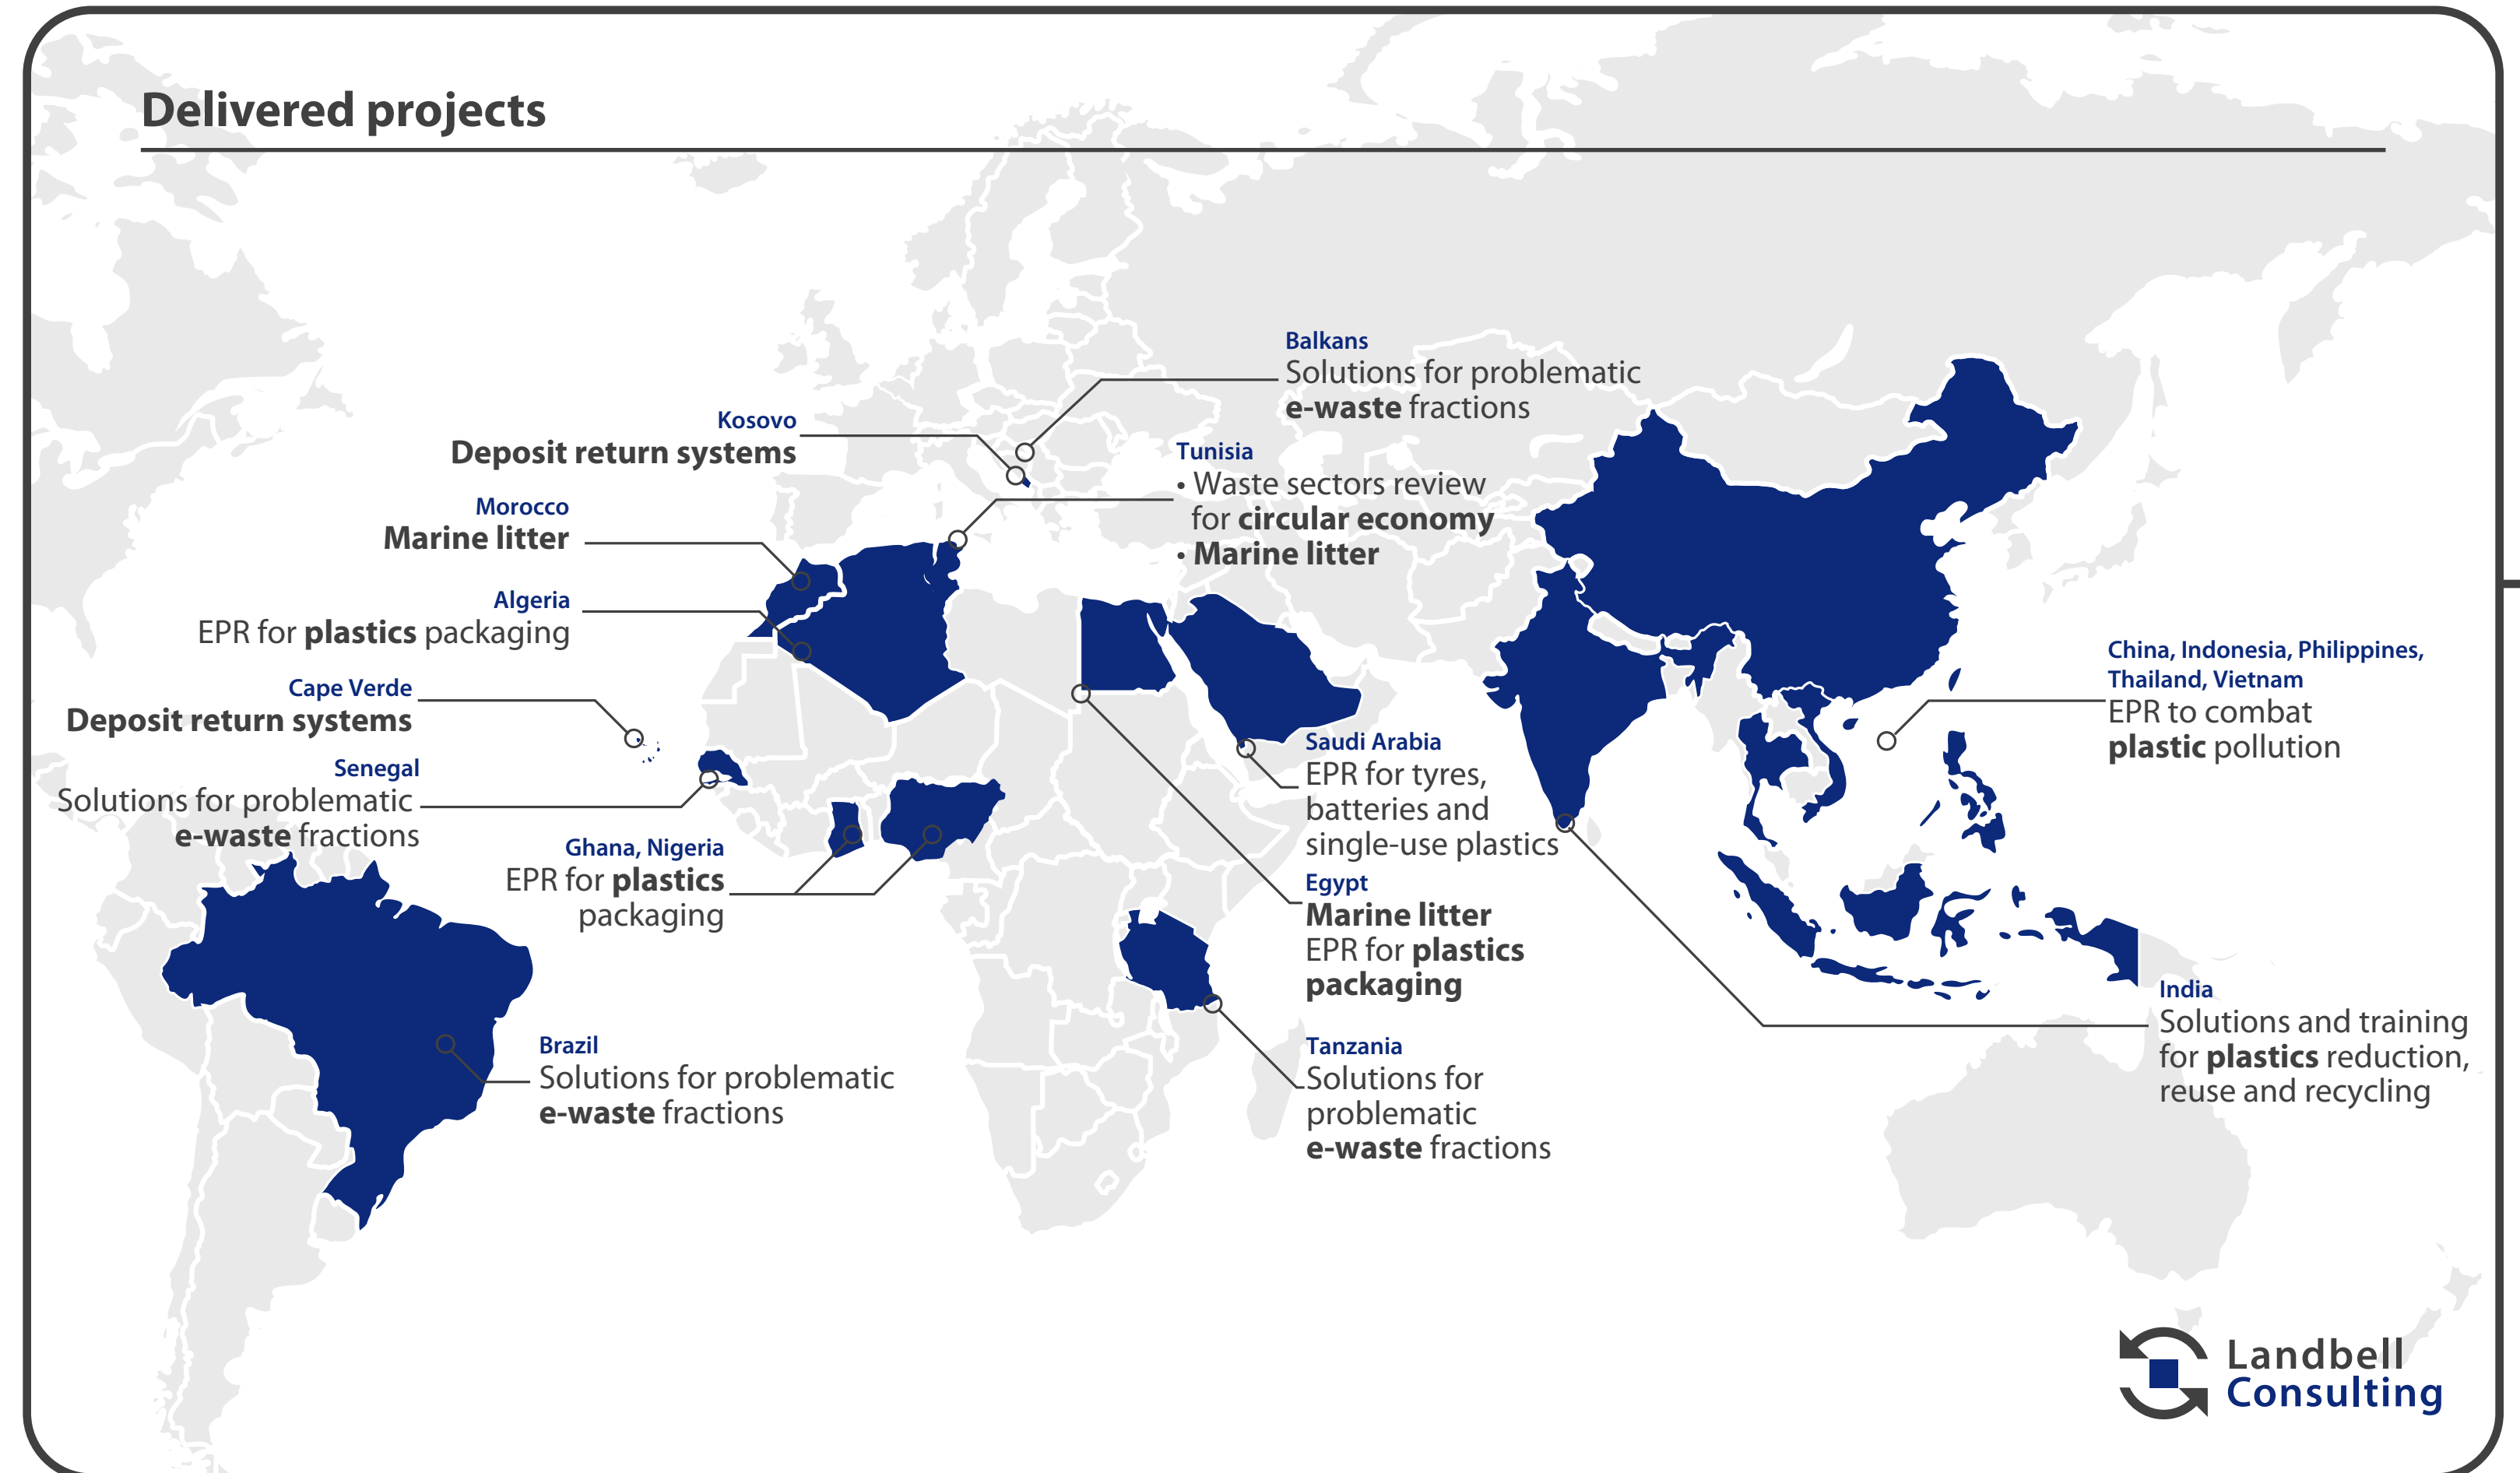 Delivered projects
Balkans
Solutions for problematic
e-waste fractions
Kosovo
Deposit return systems
Tunisia
• Waste sectors review
for circular economy
• Marine litter
Morocco
Marine litter
Algeria
EPR for plastics packaging
Cape Verde
Deposit return systems
Senegal
Solutions for problematic
e-waste fractions
Ghana, Nigeria
EPR for plastics
packaging
Brazil
Solutions for problematic
e-waste fractions
Saudi Arabia
EPR for tyres,
batteries and
single-use plastics
Egypt
Marine litter
EPR for plastics
packaging
Tanzania
Solutions for
problematic
e-waste fractions
China, Indonesia, Philippines,
Thailand, Vietnam
EPR to combat
plastic pollution
India
Solutions and training
for plastics reduction,
reuse and recycling
Landbell
Consulting